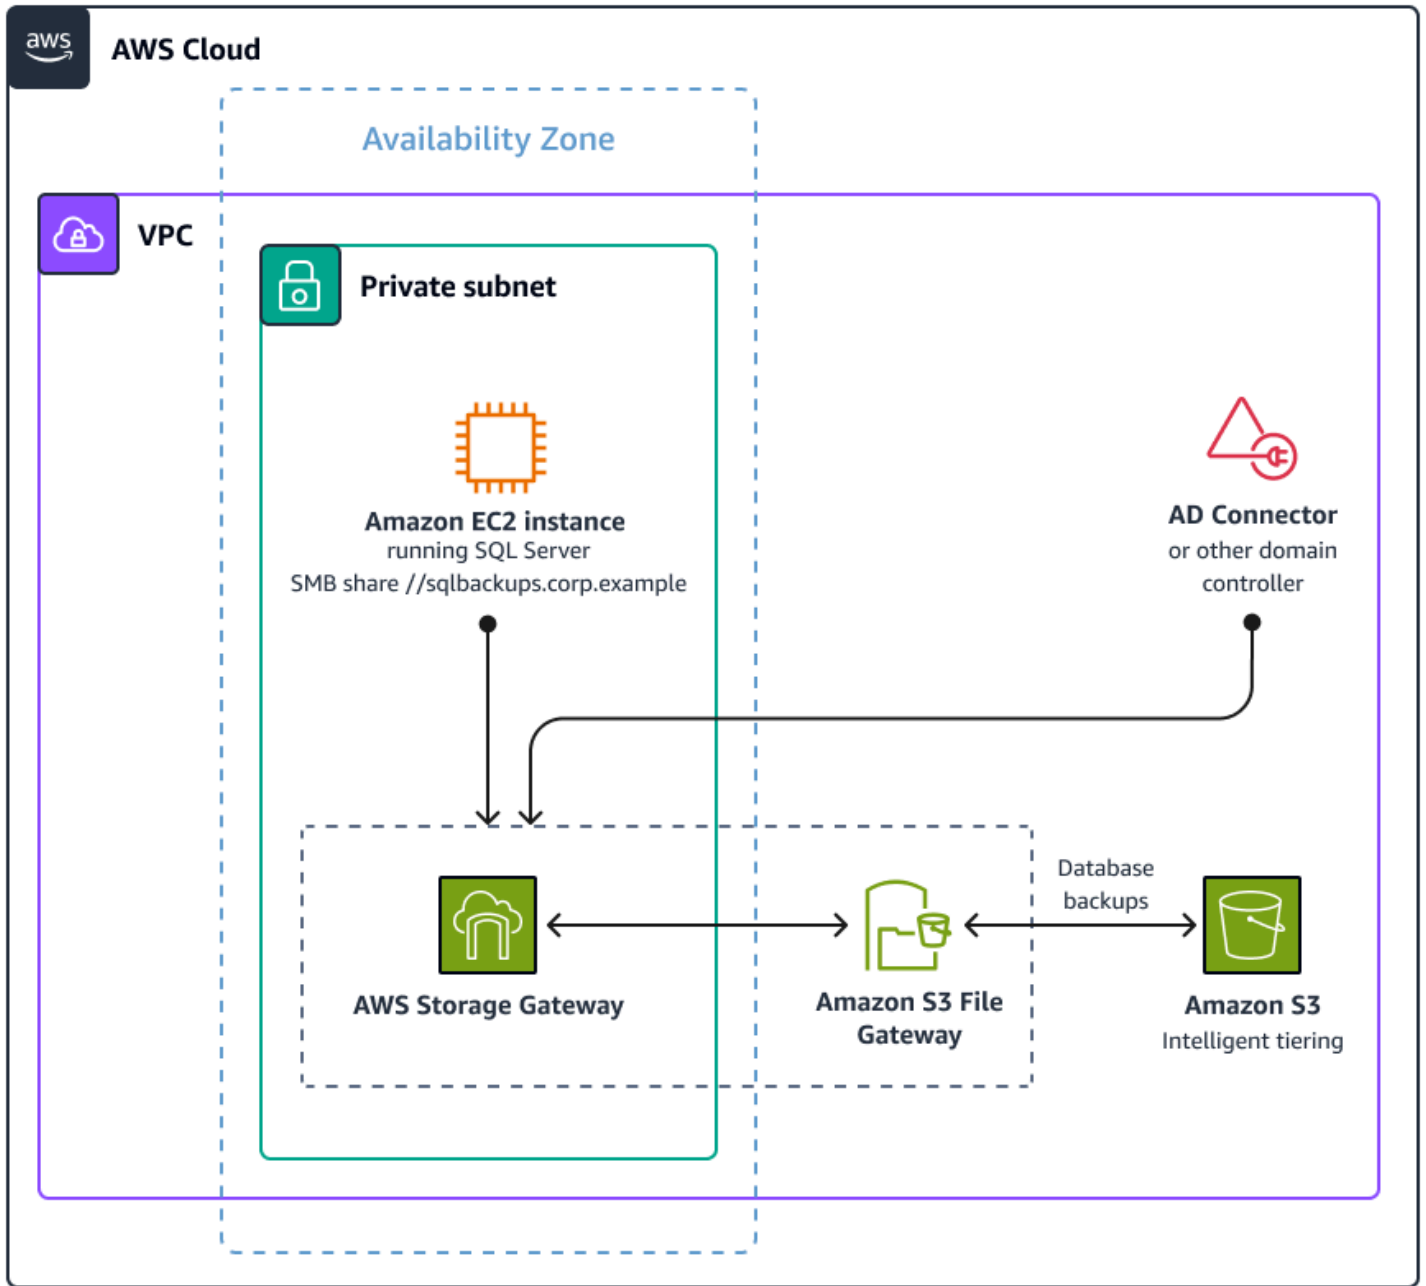 aws
AWS Cloud
Availability Zone
VPC
Private subnet
Amazon EC2 instance
running SQL Server
SMB share //sqlbackups.corp.example
AD Connector
or other domain
controller
Database
backups
AWS Storage Gateway
Amazon S3 File
Gateway
Amazon S3
Intelligent tiering